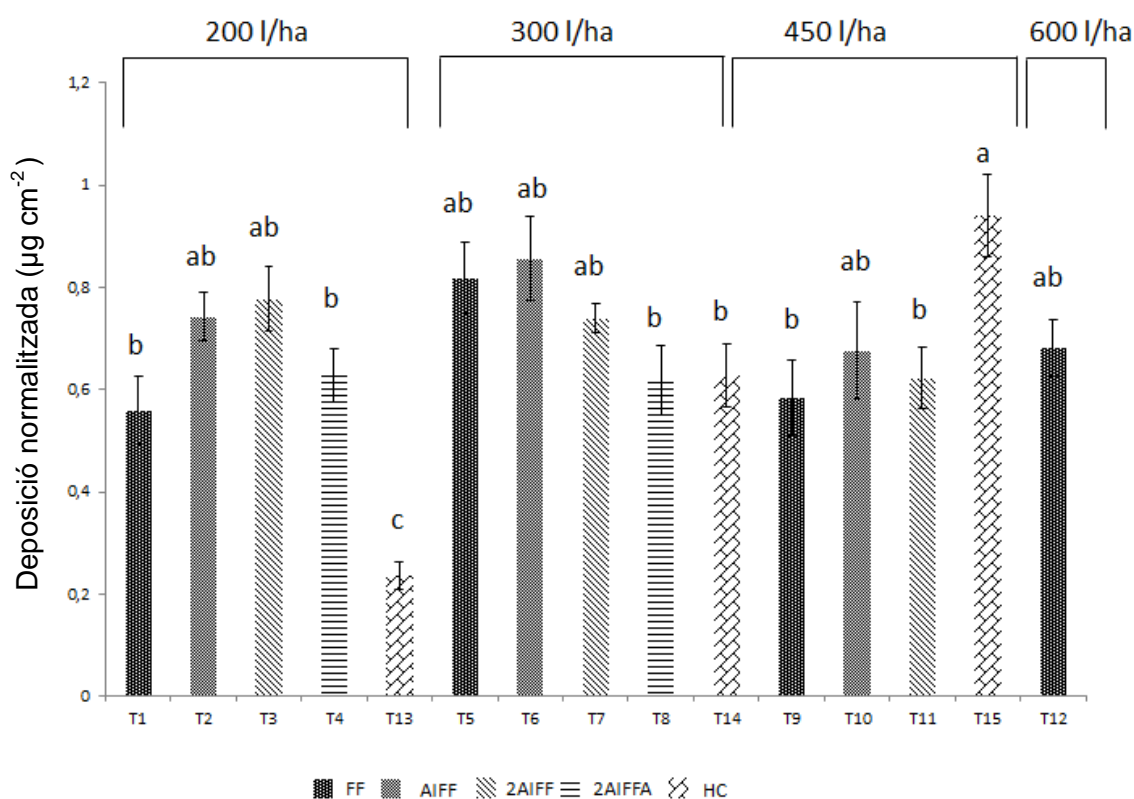 200 l/ha 300 l/ha 450 l/ha 600 l/ha
Deposició normalitzada (µg cm⁻²)
1,2
1
0,8
0,6
0,4
0,2
0
b ab ab b c ab ab ab b b b ab b a ab
T1 T2 T3 T4 T13 T5 T6 T7 T8 T14 T9 T10 T11 T15 T12
FF AIFF 2AIFF 2AIFFA HC